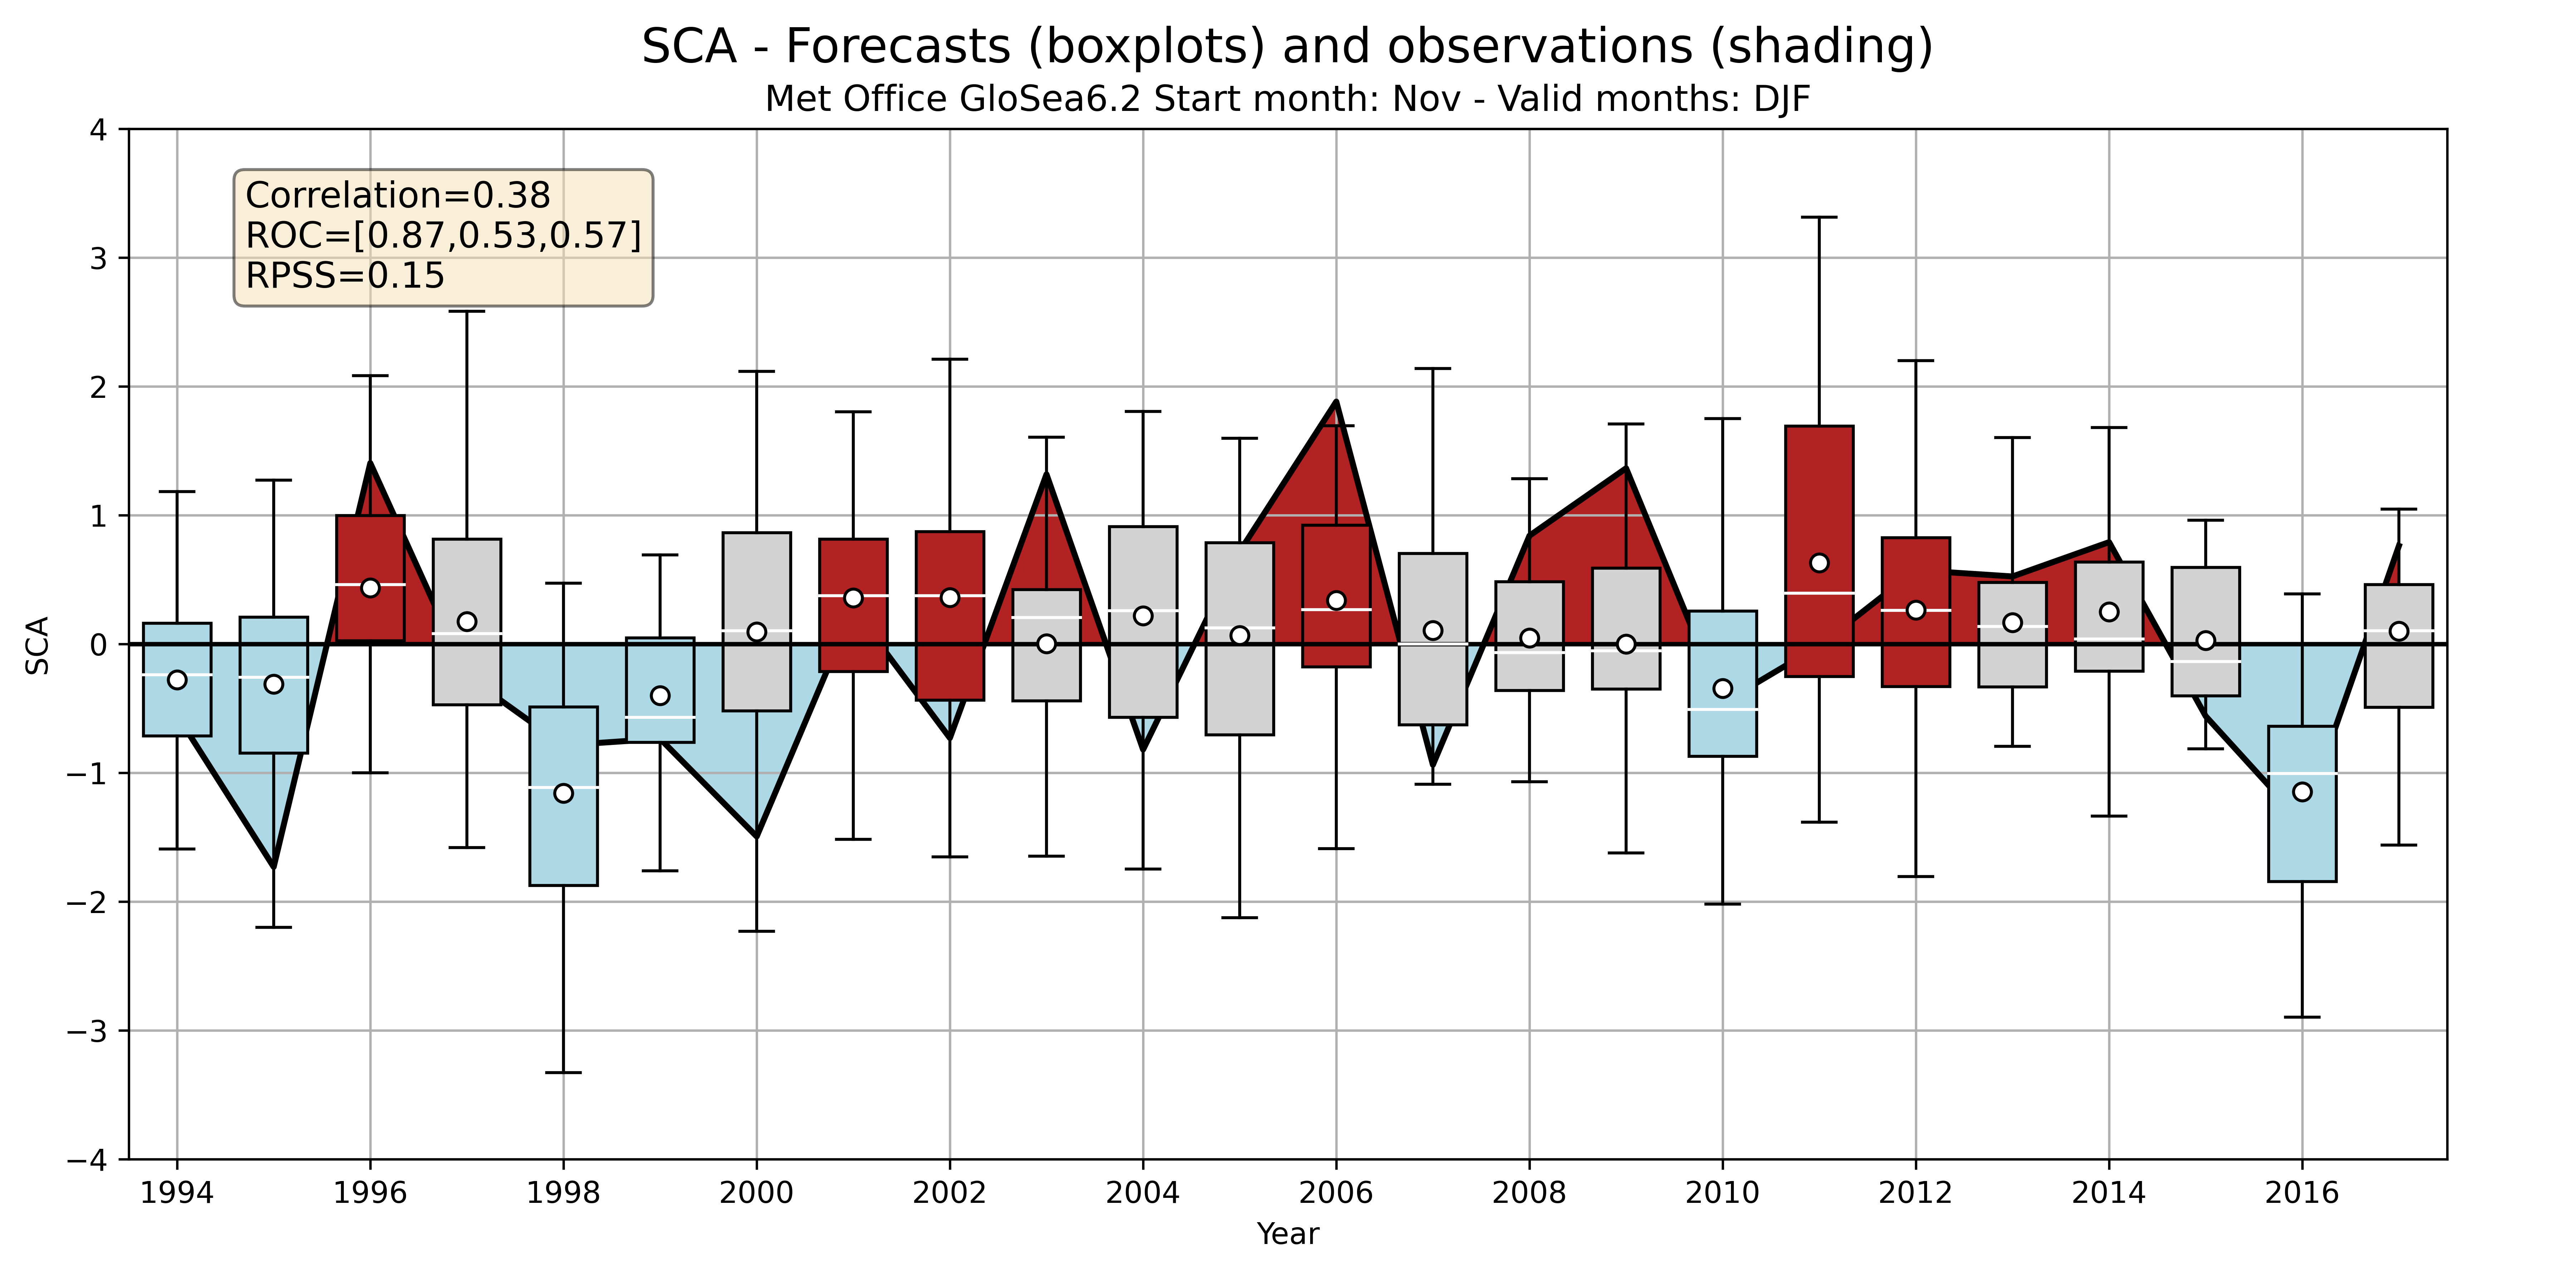 SCA - Forecasts (boxplots) and observations (shading)
Met Office GloSea6.2 Start month: Nov - Valid months: DJF
Correlation=0.38
ROC=[0.87,0.53,0.57]
RPSS=0.15
4
3
2
1
0
−1
−2
−3
−4
SCA
1994 1996 1998 2000 2002 2004 2006 2008 2010 2012 2014 2016
Year